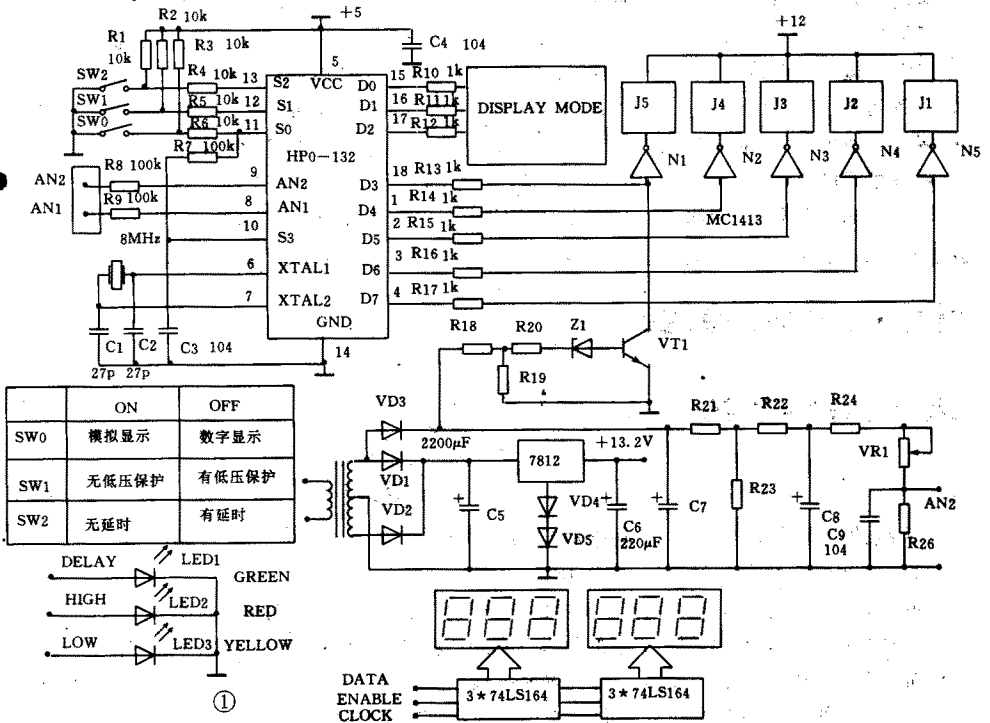 R2 10k
+5
R1
10k
R3 10k
C4 104
+12
5
VCC
SW2
R4 10k
13
S2
15 R10 1k
D0
SW1
R5 10k
12
S1
16 R11 1k
D1
DISPLAY MODE
SW0
R6 10k
11
S0
17 R12 1k
D2
J5
J4
J3
J2
J1
R7 100k
HP0-132
N1
N2
N3
N4
N5
R8 100k
9
AN2
AN2
D3
18 R13 1k
AN1
R9 100k
8
AN1
D4
1
R14 1k
MC1413
10
S3
8MHz
D5
2
R15 1k
6
XTAL1
D6
3
R16 1k
7
XTAL2
D7
4
R17 1k
GND
14
C1
C2
C3 104
27p 27p
R18
R20
Z1
VT1
R19
ON
OFF
SW0
模拟显示
数字显示
SW1
无低压保护
有低压保护
SW2
无延时
有延时
VD3
2200μF
VD1
VD2
7812
+13.2V
R21
R22
R24
VR1
C5
VD4
VD5
C6
220μF
C7
R23
C8
C9
104
AN2
R26
DELAY
LED1
GREEN
HIGH
LED2
RED
LOW
LED3
YELLOW
DATA
ENABLE
CLOCK
3*74LS164
3*74LS164
①